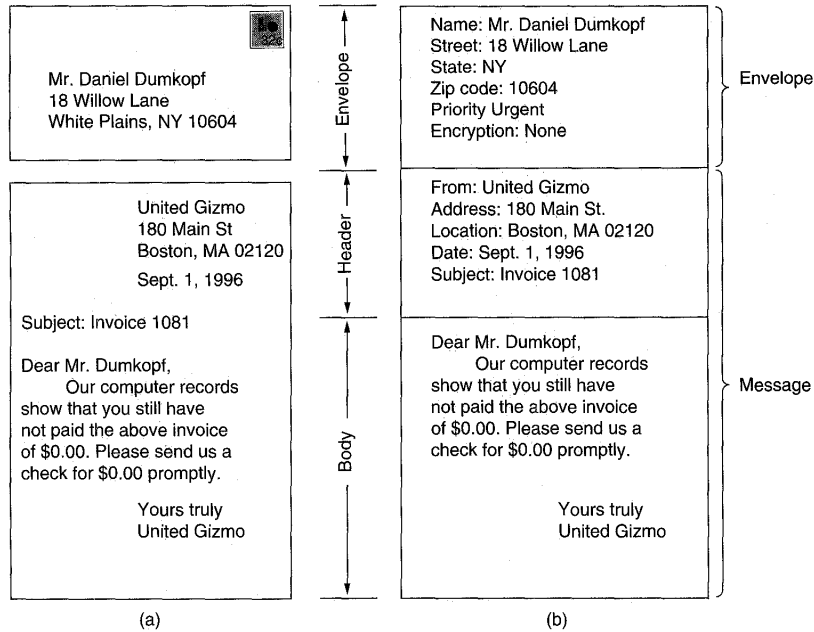 32¢
Mr. Daniel Dumkopf
18 Willow Lane
White Plains, NY 10604
United Gizmo
180 Main St
Boston, MA 02120
Sept. 1, 1996
Subject: Invoice 1081
Dear Mr. Dumkopf,
Our computer records
show that you still have
not paid the above invoice
of $0.00. Please send us a
check for $0.00 promptly.
Yours truly
United Gizmo
(a)
Envelope
Header
Body
Name: Mr. Daniel Dumkopf
Street: 18 Willow Lane
State: NY
Zip code: 10604
Priority Urgent
Encryption: None
From: United Gizmo
Address: 180 Main St.
Location: Boston, MA 02120
Date: Sept. 1, 1996
Subject: Invoice 1081
Dear Mr. Dumkopf,
Our computer records
show that you still have
not paid the above invoice
of $0.00. Please send us a
check for $0.00 promptly.
Yours truly
United Gizmo
(b)
Envelope
Message